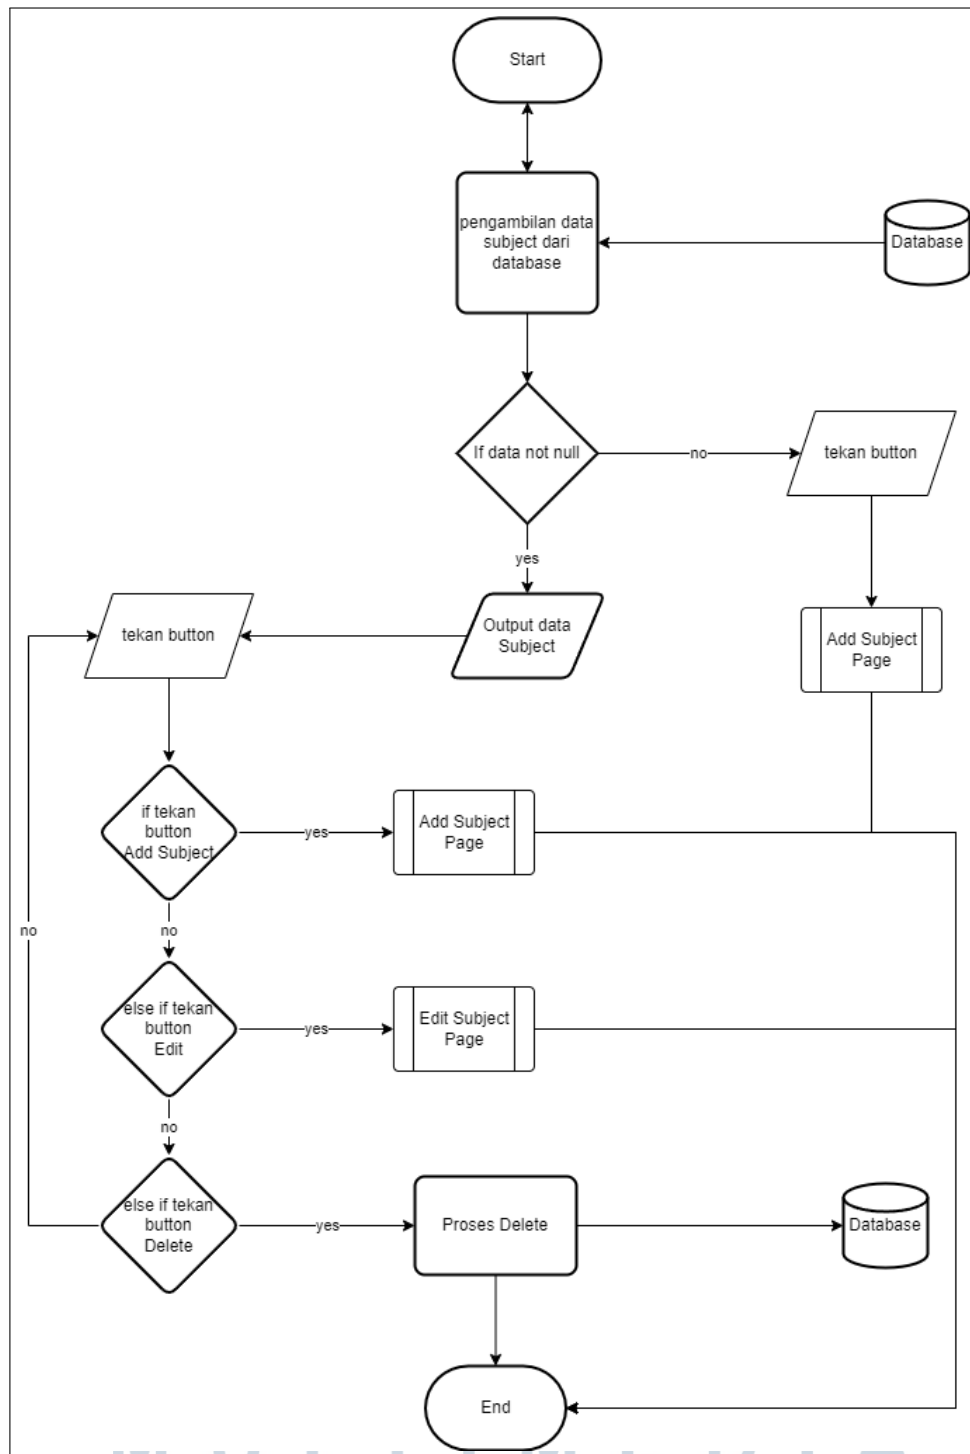 Start
pengambilan data
subject dari
database
Database
If data not null
no
tekan button
yes
Output data
Subject
tekan button
Add Subject
Page
if tekan
button
Add Subject
yes
Add Subject
Page
no
no
else if tekan
button
Edit
yes
Edit Subject
Page
no
else if tekan
button
Delete
yes
Proses Delete
Database
End